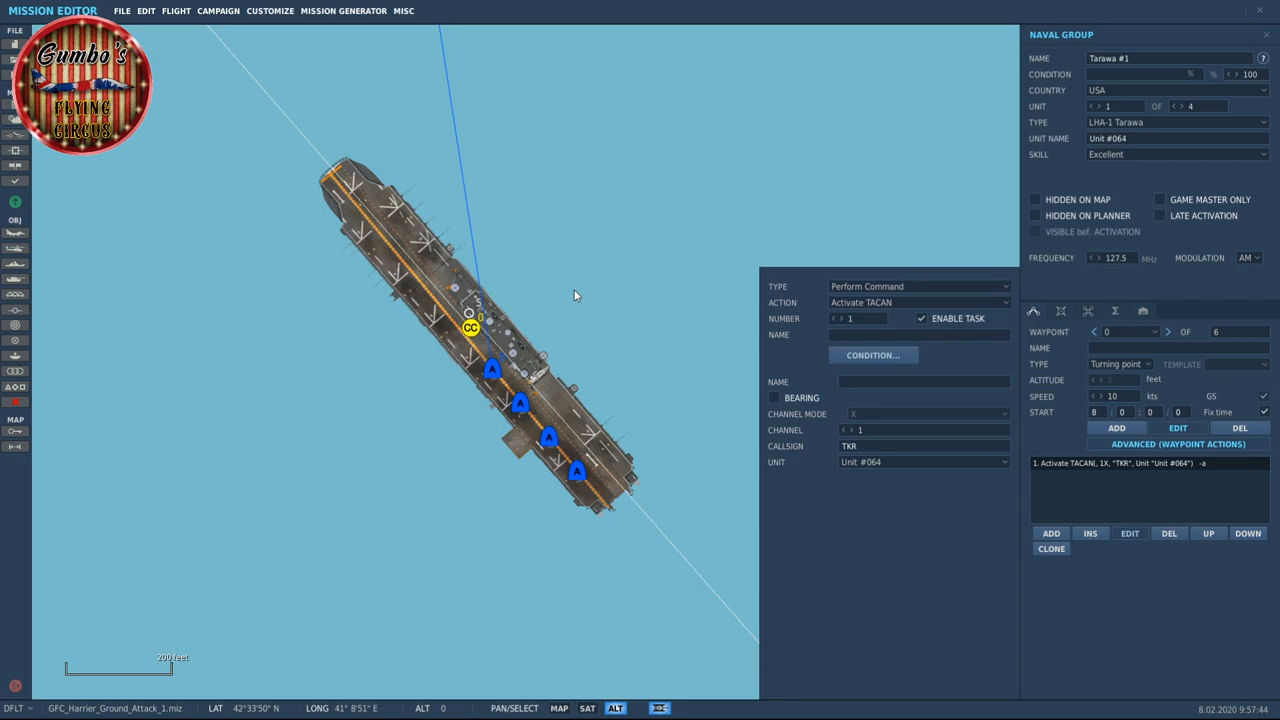 MISSION EDITOR FILE EDIT FLIGHT CAMPAIGN CUSTOMIZE MISSION GENERATOR MISC
FILE
Gumbo's
FLYING
CIRCUS
OBJ
MAP
S
0
CC
A
A
A
A
200 feet
NAVAL GROUP
NAME Tarawa #1 ?
CONDITION % % < > 100
COUNTRY USA
UNIT < > 1 OF < > 4
TYPE LHA-1 Tarawa
UNIT NAME Unit #064
SKILL Excellent
HIDDEN ON MAP GAME MASTER ONLY
HIDDEN ON PLANNER LATE ACTIVATION
VISIBLE bef. ACTIVATION
FREQUENCY < > 127.5 MHz MODULATION AM
TYPE Perform Command
ACTION Activate TACAN
NUMBER < > 1 ENABLE TASK
NAME
CONDITION...
NAME
BEARING
CHANNEL MODE X
CHANNEL < > 1
CALLSIGN TKR
UNIT Unit #064
WAYPOINT 0 OF 6
NAME
TYPE Turning point TEMPLATE
ALTITUDE < > 0 feet
SPEED < > 10 kts GS
START 8 : 0 : 0 / 0 Fix time
ADD EDIT DEL
ADVANCED (WAYPOINT ACTIONS)
1. Activate TACAN(, 1X, "TKR", Unit "Unit #064") -a
ADD INS EDIT DEL UP DOWN
CLONE
DFLT GFC_Harrier_Ground_Attack_1.miz LAT 42°33'50" N LONG 41° 8'51" E ALT 0 PAN/SELECT MAP SAT ALT 8.02.2020 9:57:44